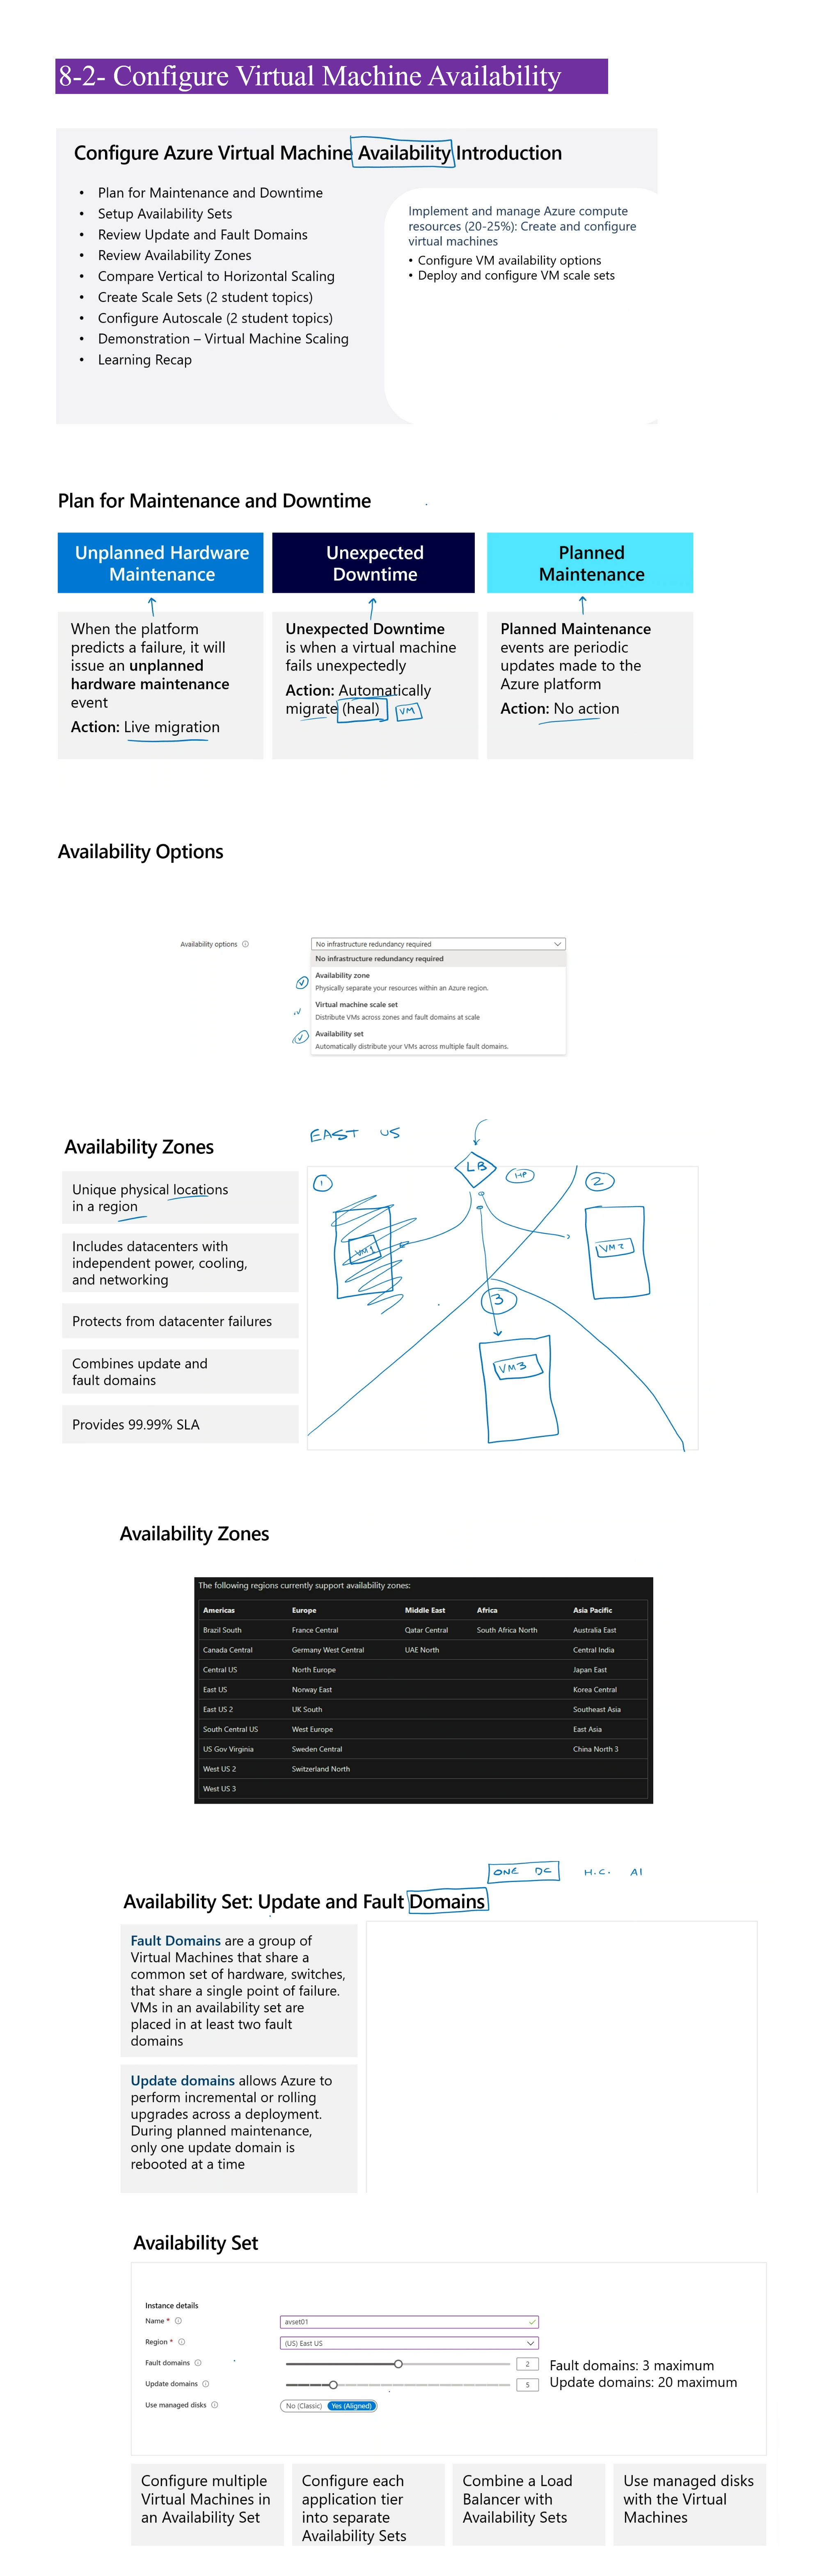 8-2- Configure Virtual Machine Availability
Configure Azure Virtual Machine Availability Introduction
• Plan for Maintenance and Downtime
• Setup Availability Sets
• Review Update and Fault Domains
• Review Availability Zones
• Compare Vertical to Horizontal Scaling
• Create Scale Sets (2 student topics)
• Configure Autoscale (2 student topics)
• Demonstration – Virtual Machine Scaling
• Learning Recap
Implement and manage Azure compute
resources (20-25%): Create and configure
virtual machines
• Configure VM availability options
• Deploy and configure VM scale sets
Plan for Maintenance and Downtime
Unplanned Hardware
Maintenance
When the platform
predicts a failure, it will
issue an unplanned
hardware maintenance
event
Action: Live migration
Unexpected
Downtime
Unexpected Downtime
is when a virtual machine
fails unexpectedly
Action: Automatically
migrate (heal) VM
Planned
Maintenance
Planned Maintenance
events are periodic
updates made to the
Azure platform
Action: No action
Availability Options
Availability options
No infrastructure redundancy required
No infrastructure redundancy required
Availability zone
Physically separate your resources within an Azure region.
Virtual machine scale set
Distribute VMs across zones and fault domains at scale
Availability set
Automatically distribute your VMs across multiple fault domains.
Availability Zones
Unique physical locations
in a region
Includes datacenters with
independent power, cooling,
and networking
Protects from datacenter failures
Combines update and
fault domains
Provides 99.99% SLA
EAST US
LB
HP
1
2
VM1
VM2
3
VM3
Availability Zones
The following regions currently support availability zones:
Americas Europe Middle East Africa Asia Pacific
Brazil South France Central Qatar Central South Africa North Australia East
Canada Central Germany West Central UAE North Central India
Central US North Europe Japan East
East US Norway East Korea Central
East US 2 UK South Southeast Asia
South Central US West Europe East Asia
US Gov Virginia Sweden Central China North 3
West US 2 Switzerland North
West US 3
ONE DC H.C. AI
Availability Set: Update and Fault Domains
Fault Domains are a group of
Virtual Machines that share a
common set of hardware, switches,
that share a single point of failure.
VMs in an availability set are
placed in at least two fault
domains
Update domains allows Azure to
perform incremental or rolling
upgrades across a deployment.
During planned maintenance,
only one update domain is
rebooted at a time
Availability Set
Instance details
Name * avset01
Region * (US) East US
Fault domains 2
Update domains 5
Use managed disks No (Classic) Yes (Aligned)
Fault domains: 3 maximum
Update domains: 20 maximum
Configure multiple
Virtual Machines in
an Availability Set
Configure each
application tier
into separate
Availability Sets
Combine a Load
Balancer with
Availability Sets
Use managed disks
with the Virtual
Machines